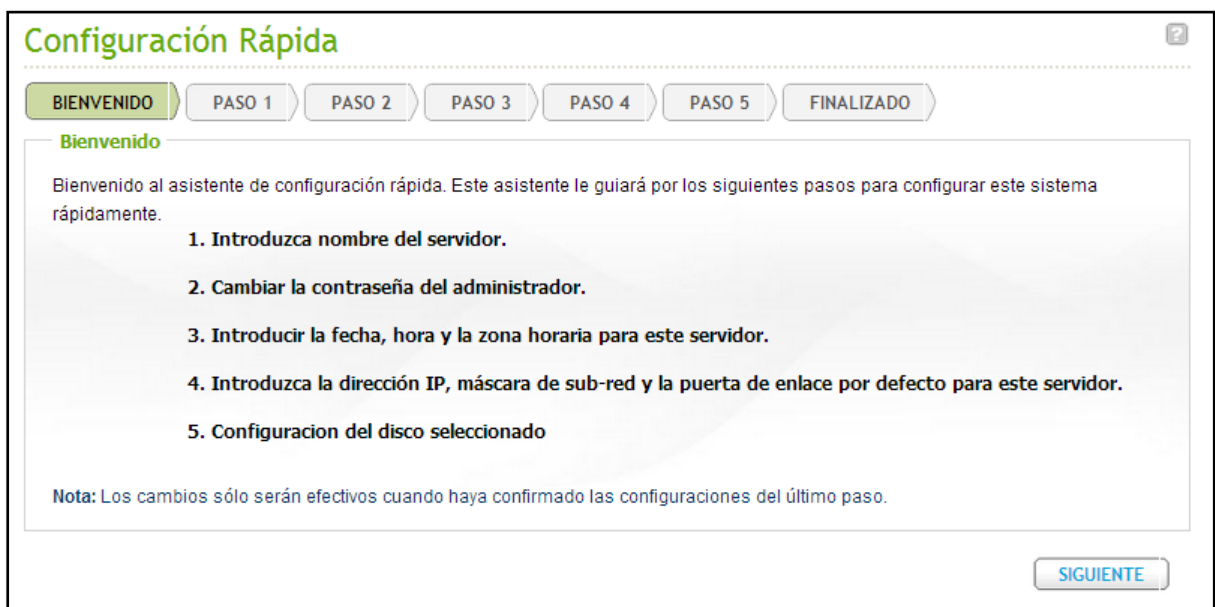 Configuración Rápida
?
BIENVENIDO PASO 1 PASO 2 PASO 3 PASO 4 PASO 5 FINALIZADO
Bienvenido
Bienvenido al asistente de configuración rápida. Este asistente le guiará por los siguientes pasos para configurar este sistema
rápidamente.
1. Introduzca nombre del servidor.
2. Cambiar la contraseña del administrador.
3. Introducir la fecha, hora y la zona horaria para este servidor.
4. Introduzca la dirección IP, máscara de sub-red y la puerta de enlace por defecto para este servidor.
5. Configuracion del disco seleccionado
Nota: Los cambios sólo serán efectivos cuando haya confirmado las configuraciones del último paso.
SIGUIENTE